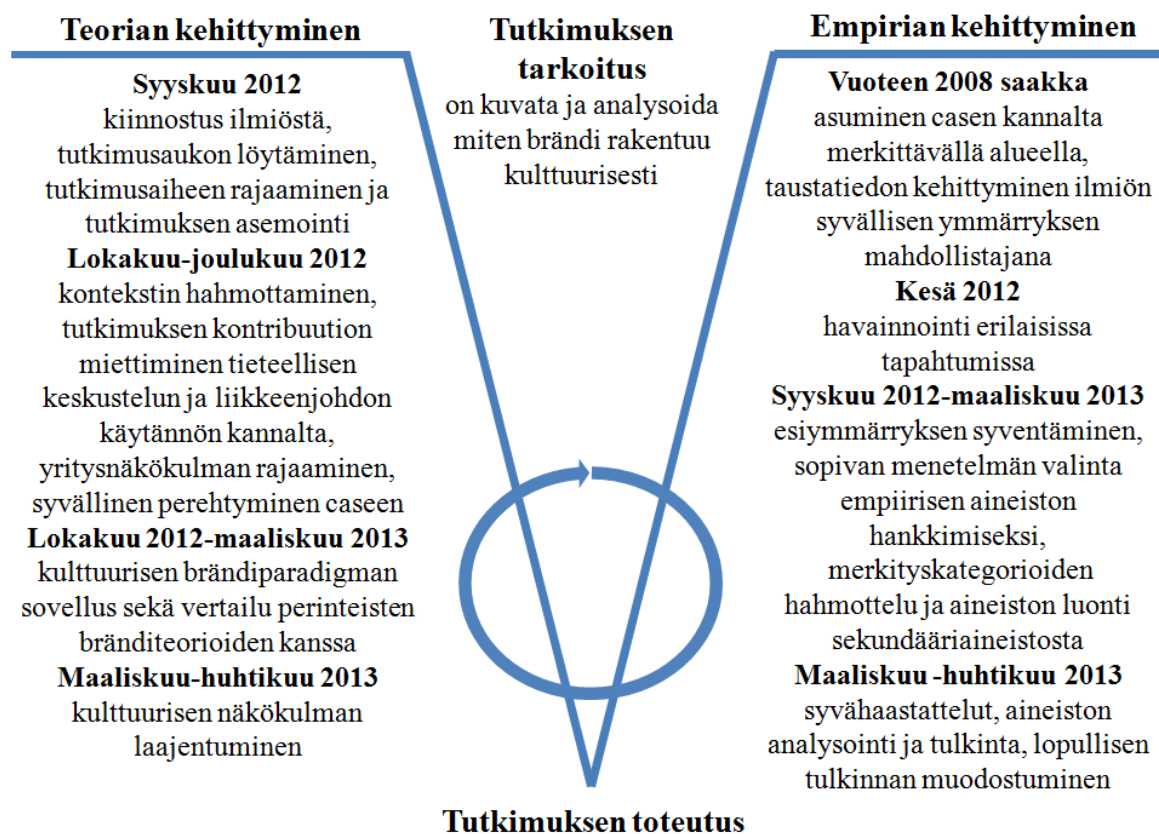 Teorian kehittyminen
Syyskuu 2012
kiinnostus ilmiöstä,
tutkimusaukon löytäminen,
tutkimusaiheen rajaaminen ja
tutkimuksen asemointi
Lokakuu-joulukuu 2012
kontekstin hahmottaminen,
tutkimuksen kontribuution
miettiminen tieteellisen
keskustelun ja liikkeenjohdon
käytännön kannalta,
yritysnäkökulman rajaaminen,
syvällinen perehtyminen caseen
Lokakuu 2012-maaliskuu 2013
kulttuurisen brändiparadigman
sovellus sekä vertailu perinteisten
bränditeorioiden kanssa
Maaliskuu-huhtikuu 2013
kulttuurisen näkökulman
laajentuminen
Tutkimuksen
tarkoitus
on kuvata ja analysoida
miten brändi rakentuu
kulttuurisesti
Empirian kehittyminen
Vuoteen 2008 saakka
asuminen casen kannalta
merkittävällä alueella,
taustatiedon kehittyminen ilmiön
syvällisen ymmärryksen
mahdollistajana
Kesä 2012
havainnointi erilaisissa
tapahtumissa
Syyskuu 2012-maaliskuu 2013
esiymmärryksen syventäminen,
sopivan menetelmän valinta
empiirisen aineiston
hankkimiseksi,
merkityskategorioiden
hahmottelu ja aineiston luonti
sekundääriaineistosta
Maaliskuu -huhtikuu 2013
syvähaastattelut, aineiston
analysointi ja tulkinta, lopullisen
tulkinnan muodostuminen
Tutkimuksen toteutus